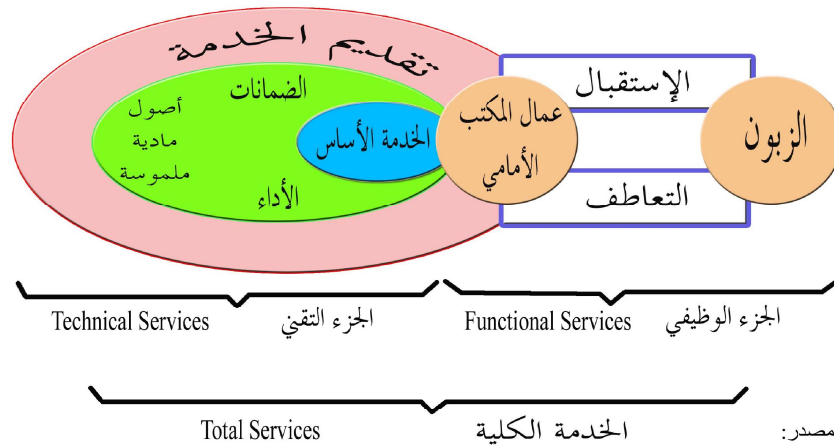 تقديم الخدمة
الضمانات
أصول
مادية
ملموسة
الخدمة الأساس
الأداء
عمال المكتب
الأمامي
الإستقبال
التعاطف
الزبون
Technical Services الجزء التقني
Functional Services الجزء الوظيفي
Total Services الخدمة الكلية
مصدر: